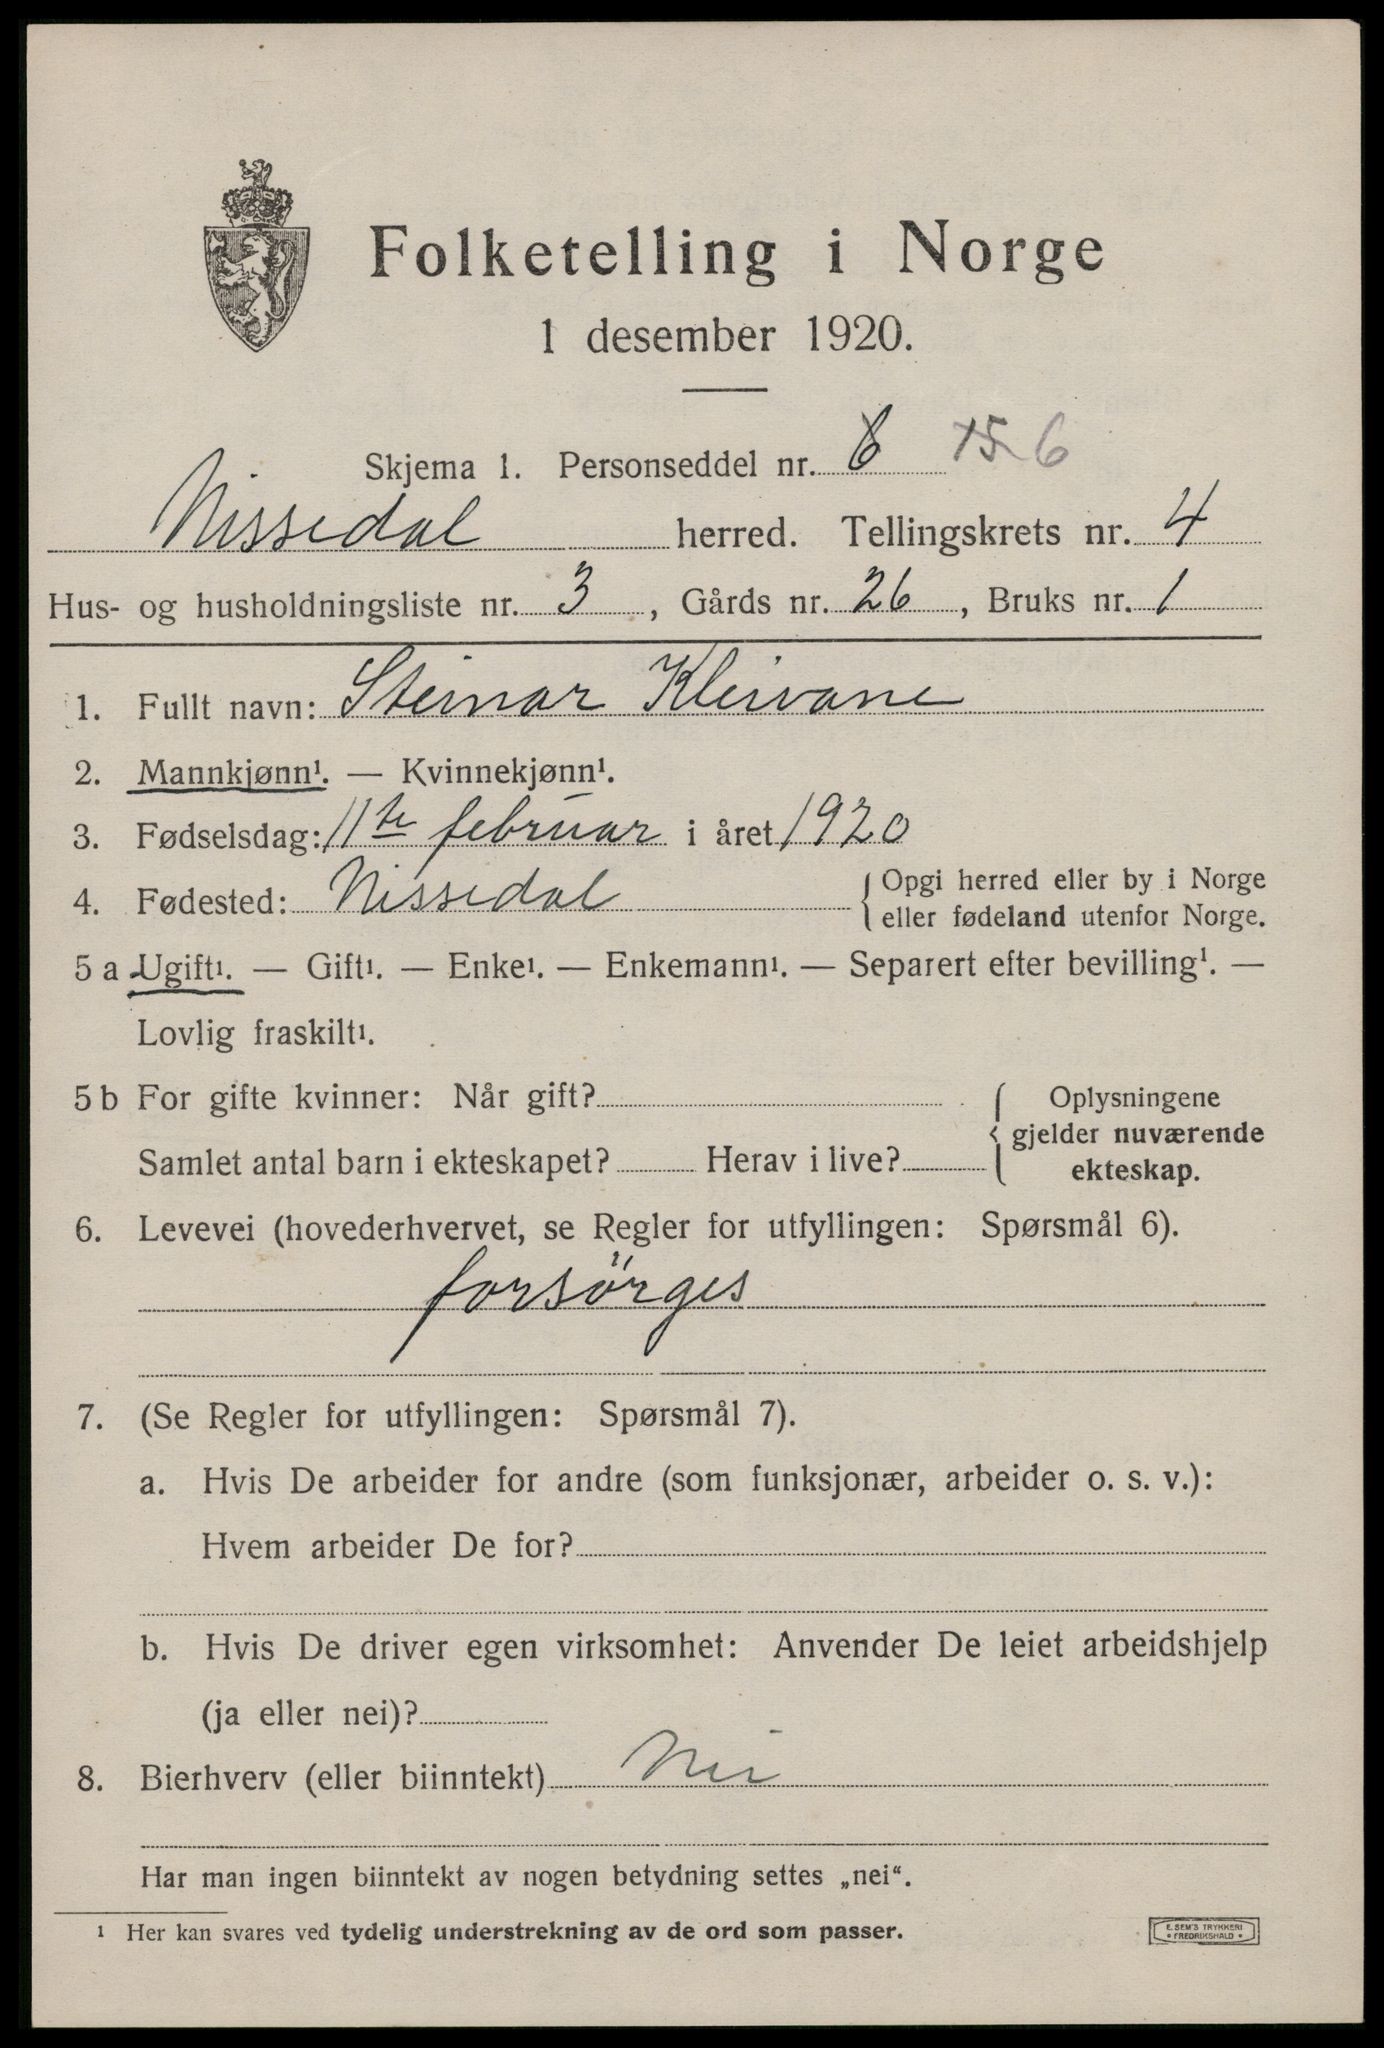 Folketelling i Norge
1 desember 1920.
Skjema 1. Personseddel nr. 6 15 6
Nissedal herred. Tellingskrets nr. 4
Hus- og husholdningsliste nr. 3, Gårds nr. 26, Bruks nr. 1
1. Fullt navn: Steinar Kleivane
2. Mannkjønn¹. — Kvinnekjønn¹.
3. Fødselsdag: 11te februar i året 1920
4. Fødested: Nissedal { Opgi herred eller by i Norge
eller fødeland utenfor Norge.
5 a Ugift¹. — Gift¹. — Enke¹. — Enkemann¹. — Separert efter bevilling¹. —
Lovlig fraskilt¹.
5 b For gifte kvinner: Når gift? { Oplysningene
gjelder nuværende
Samlet antal barn i ekteskapet? Herav i live? ekteskap.
6. Levevei (hovederhvervet, se Regler for utfyllingen: Spørsmål 6).
forsörges
7. (Se Regler for utfyllingen: Spørsmål 7).
a. Hvis De arbeider for andre (som funksjonær, arbeider o. s. v.):
Hvem arbeider De for?
b. Hvis De driver egen virksomhet: Anvender De leiet arbeidshjelp
(ja eller nei)?
8. Bierhverv (eller biinntekt) Nei
Har man ingen biinntekt av nogen betydning settes „nei“.
¹ Her kan svares ved tydelig understrekning av de ord som passer.
E. SEM'S TRYKKERI
• FREDRIKSHALD •